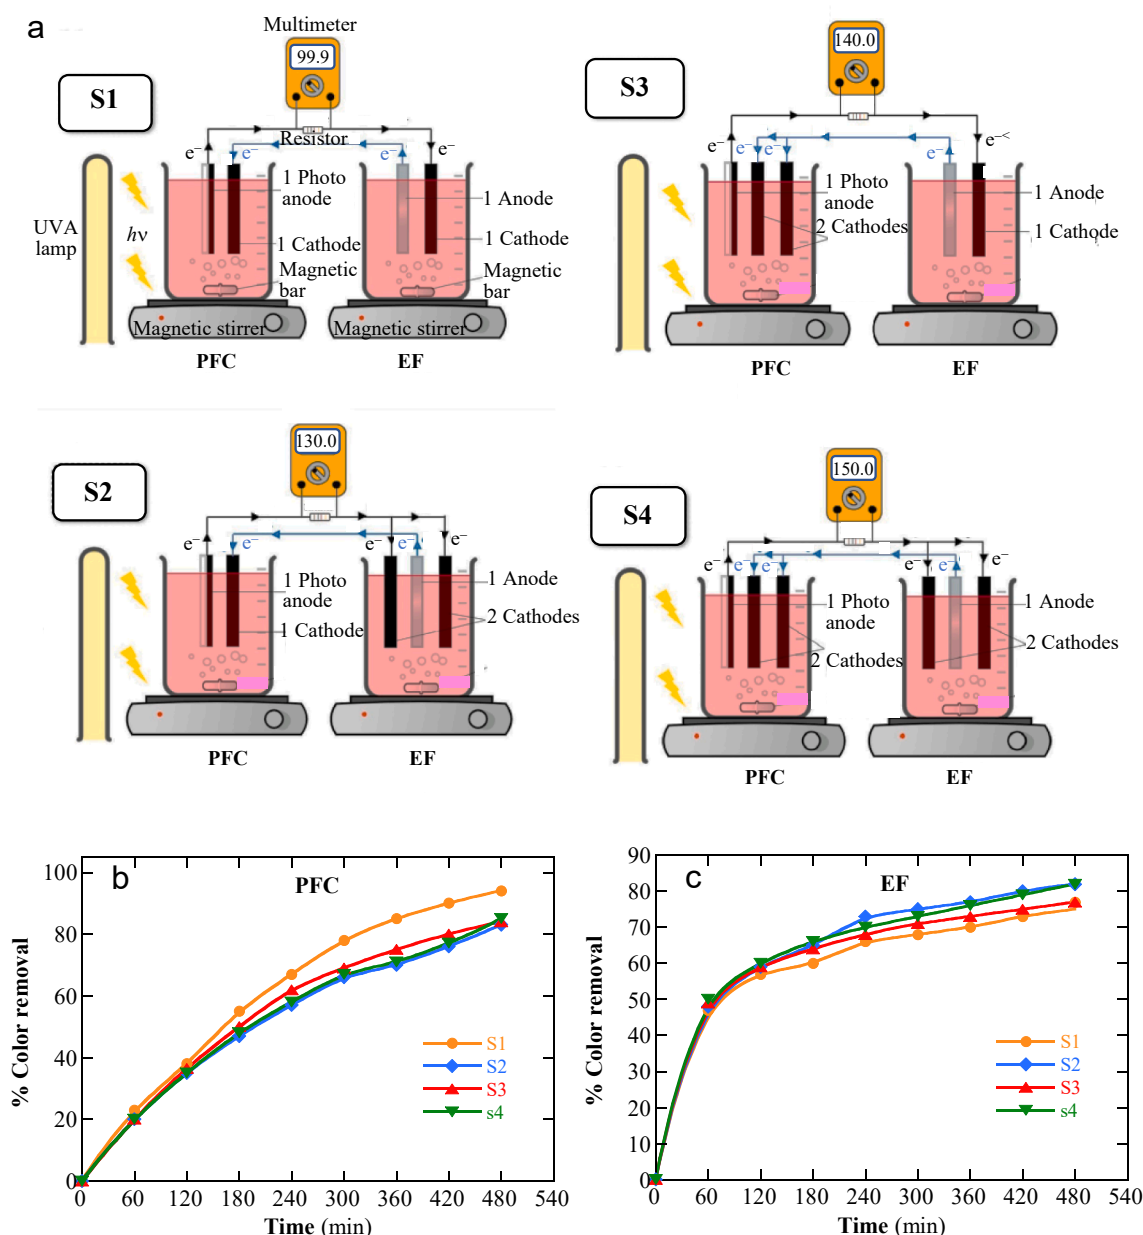 a
Multimeter
99.9
S1
Resistor
e⁻
e⁻
e⁻
e⁻
UVA
lamp
hν
1 Photo
anode
1 Cathode
Magnetic
bar
1 Anode
1 Cathode
Magnetic
bar
Magnetic stirrer
Magnetic stirrer
PFC
EF
140.0
S3
e⁻
e⁻
e⁻
e⁻
e⁻
1 Photo
anode
2 Cathodes
1 Anode
1 Cathode
PFC
EF
130.0
S2
e⁻
e⁻
e⁻
e⁻
e⁻
1 Photo
anode
1 Cathode
1 Anode
2 Cathodes
PFC
EF
150.0
S4
e⁻
e⁻
e⁻
e⁻
e⁻
e⁻
1 Photo
anode
2 Cathodes
1 Anode
2 Cathodes
PFC
EF
b
PFC
% Color removal
100
80
60
40
20
0
S1
S2
S3
s4
0 60 120 180 240 300 360 420 480 540
Time (min)
c
EF
% Color removal
90
80
70
60
50
40
30
20
10
0
S1
S2
S3
s4
0 60 120 180 240 300 360 420 480 540
Time (min)